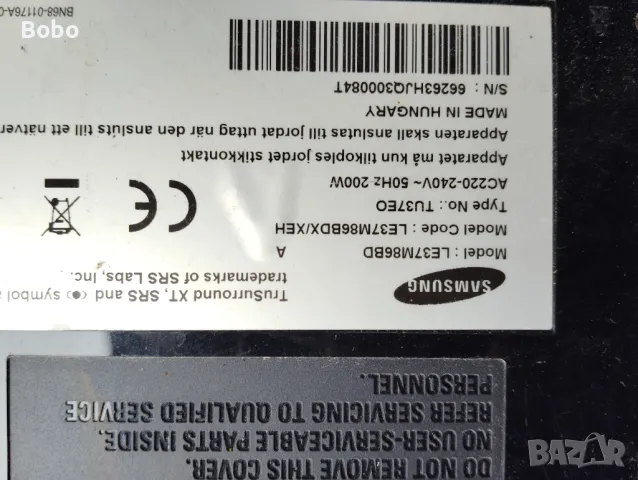 DO NOT REMOVE THIS COVER.
NO USER-SERVICEABLE PARTS INSIDE.
REFER SERVICING TO QUALIFIED SERVICE
PERSONNEL.
SAMSUNG
TruSurround XT, SRS and (●) symbol
trademarks of SRS Labs, Inc.
Model : LE37M86BD A
Model Code : LE37M86BDX/XEH
Type No.: TU37EO
AC220-240V~ 50Hz 200W
Apparatet må kun tilkoples jordet stikkontakt
Apparaten skall anslutas till jordat uttag när den ansluts till ett nätver
MADE IN HUNGARY
S/N : 66263HJQ300084T
CE
BN68-01176A-0
Bobo
BAZAR